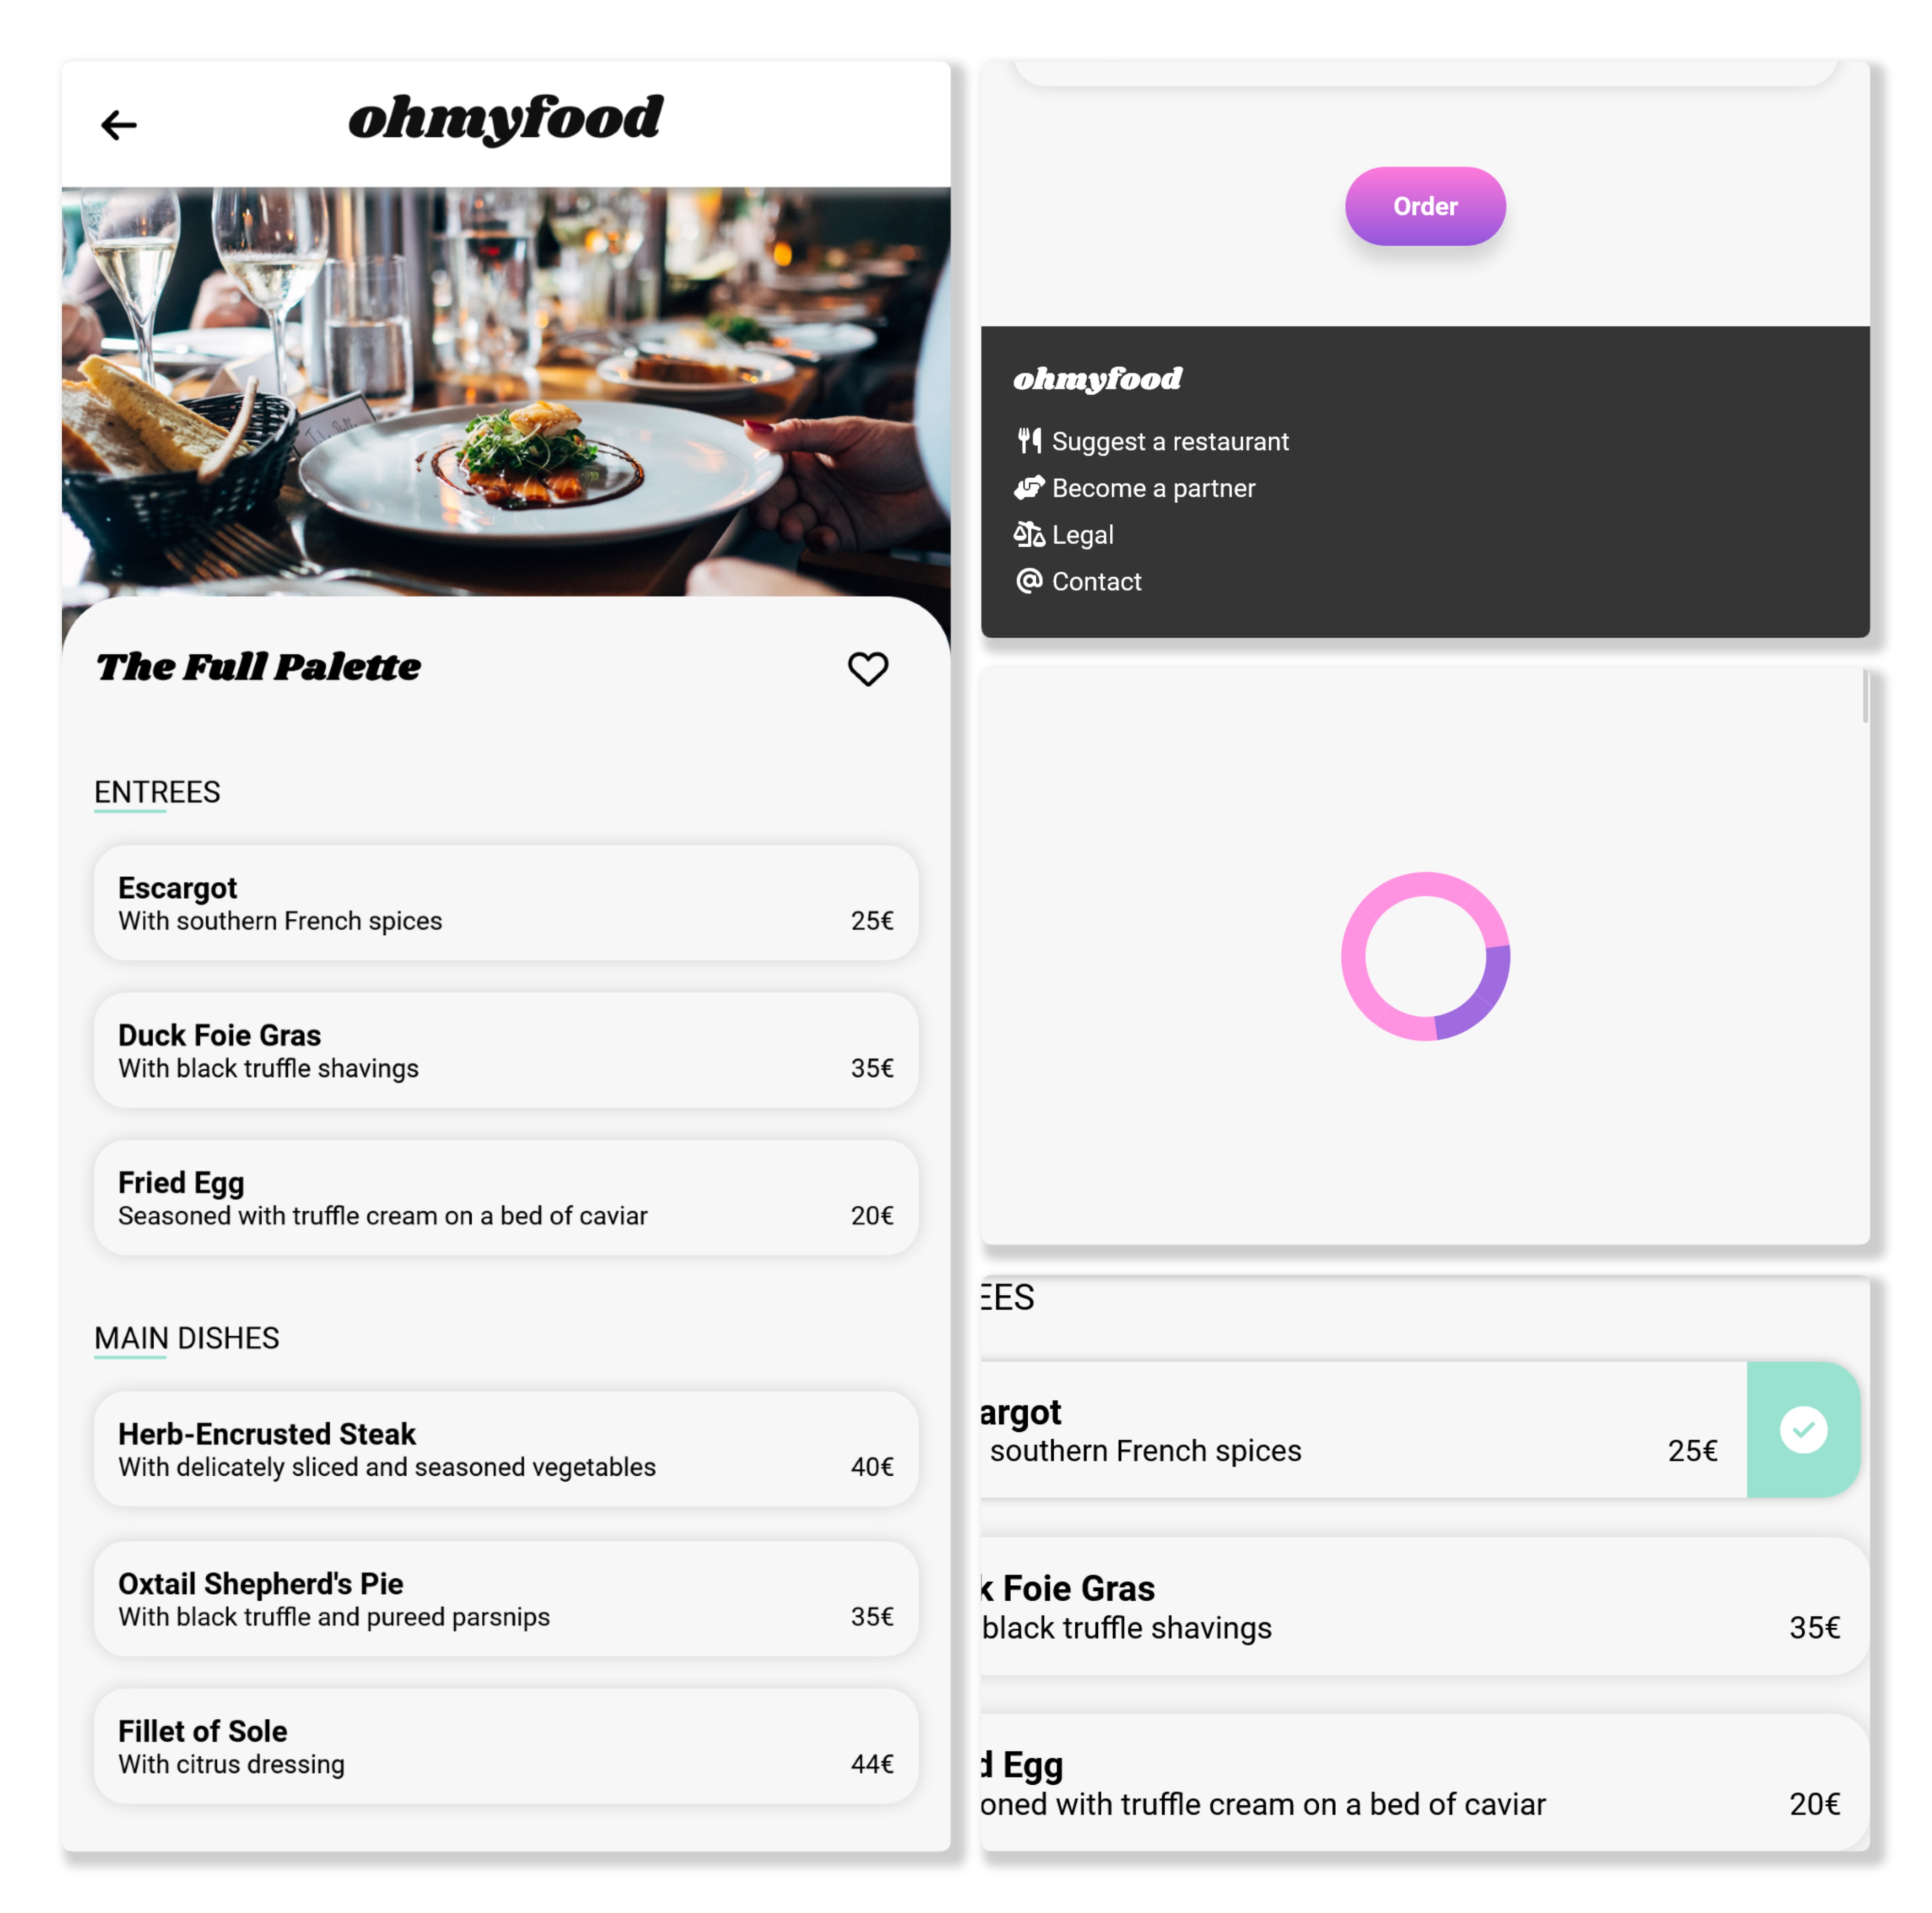 ohmyfood
The Full Palette
ENTREES
Escargot
With southern French spices 25€
Duck Foie Gras
With black truffle shavings 35€
Fried Egg
Seasoned with truffle cream on a bed of caviar 20€
MAIN DISHES
Herb-Encrusted Steak
With delicately sliced and seasoned vegetables 40€
Oxtail Shepherd's Pie
With black truffle and pureed parsnips 35€
Fillet of Sole
With citrus dressing 44€
Order
ohmyfood
Suggest a restaurant
Become a partner
Legal
Contact
EES
argot
southern French spices 25€
k Foie Gras
black truffle shavings 35€
d Egg
oned with truffle cream on a bed of caviar 20€